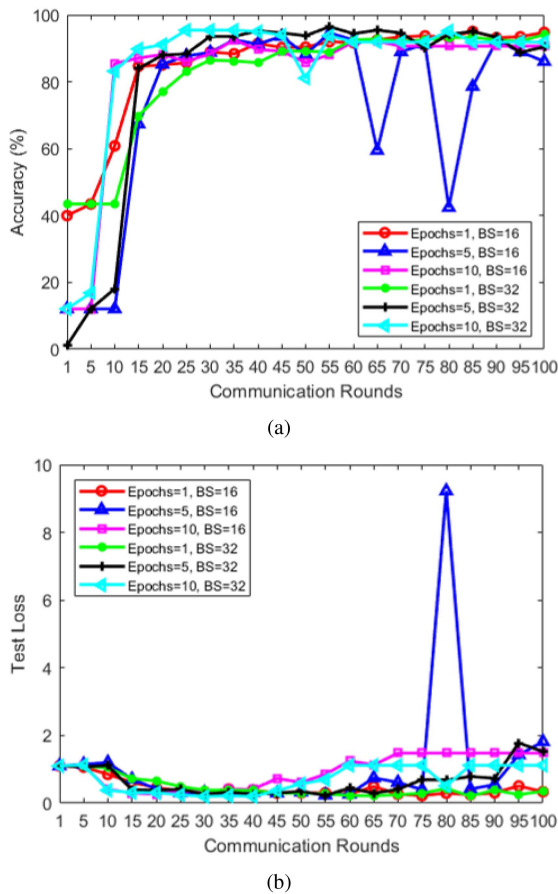 100
80
60
40
20
0
Accuracy (%)
Epochs=1, BS=16
Epochs=5, BS=16
Epochs=10, BS=16
Epochs=1, BS=32
Epochs=5, BS=32
Epochs=10, BS=32
1 5 10 15 20 25 30 35 40 45 50 55 60 65 70 75 80 85 90 95 100
Communication Rounds
(a)
10
8
6
4
2
0
Test Loss
Epochs=1, BS=16
Epochs=5, BS=16
Epochs=10, BS=16
Epochs=1, BS=32
Epochs=5, BS=32
Epochs=10, BS=32
1 5 10 15 20 25 30 35 40 45 50 55 60 65 70 75 80 85 90 95 100
Communication Rounds
(b)